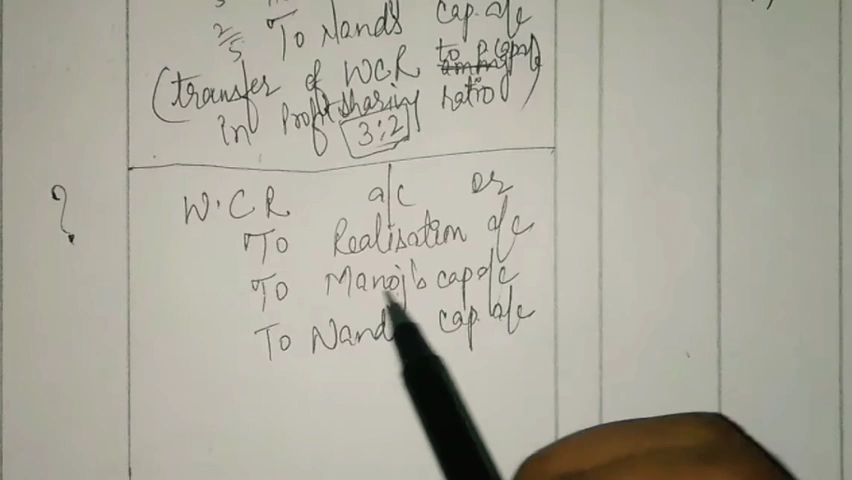 2/5 To Nand's Cap. a/c
(transfer of WCR to P(cap)
in Profit sharing ratio)
3:2
?
W.C.R a/c Dr
To Realisation a/c
To Manoj's cap a/c
To Nand cap. a/c